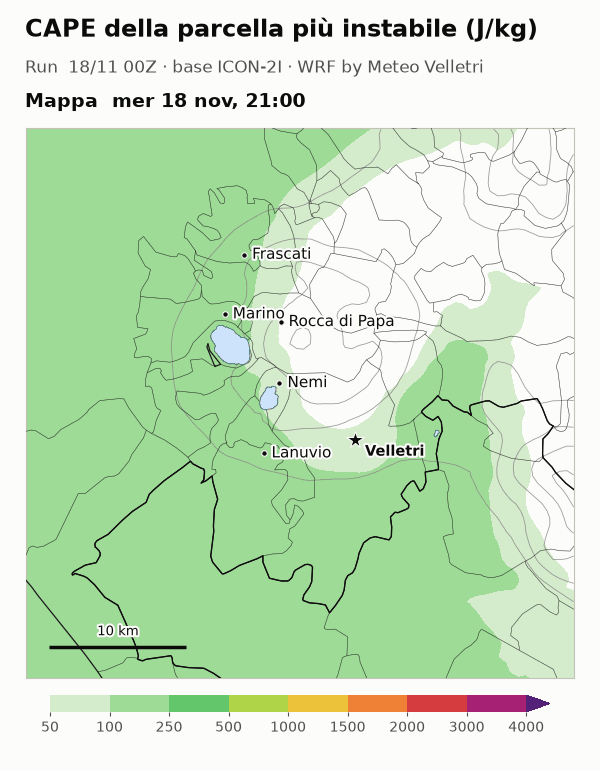 CAPE della parcella più instabile (J/kg)
Run 18/11 00Z · base ICON-2I · WRF by Meteo Velletri
Mappa mer 18 nov, 21:00
Frascati
Marino
Rocca di Papa
Nemi
Velletri
Lanuvio
10 km
50 100 250 500 1000 1500 2000 3000 4000